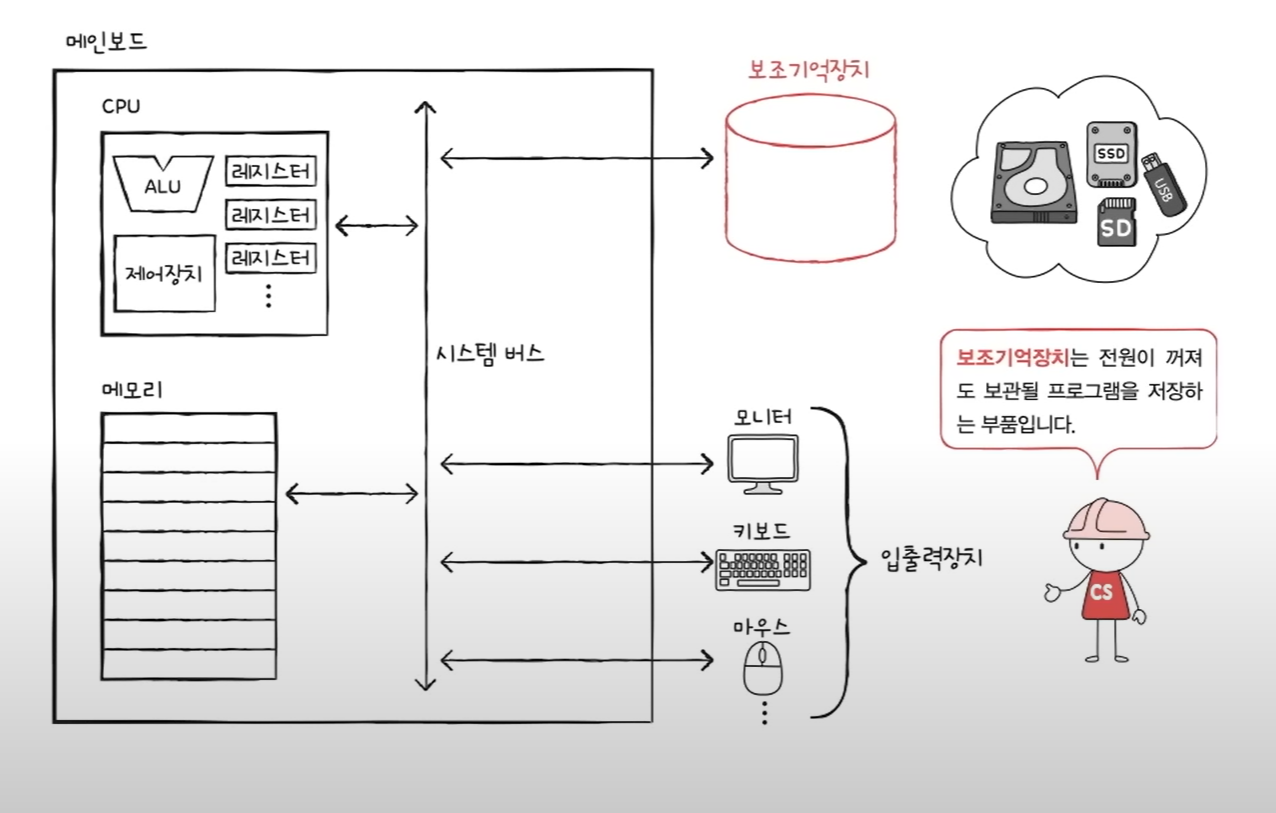 메인보드
CPU
ALU
레지스터
레지스터
레지스터
제어장치
시스템 버스
메모리
보조기억장치
SSD
USB
SD
보조기억장치는 전원이 꺼져
도 보관될 프로그램을 저장하
는 부품입니다.
모니터
키보드
마우스
입출력장치
CS